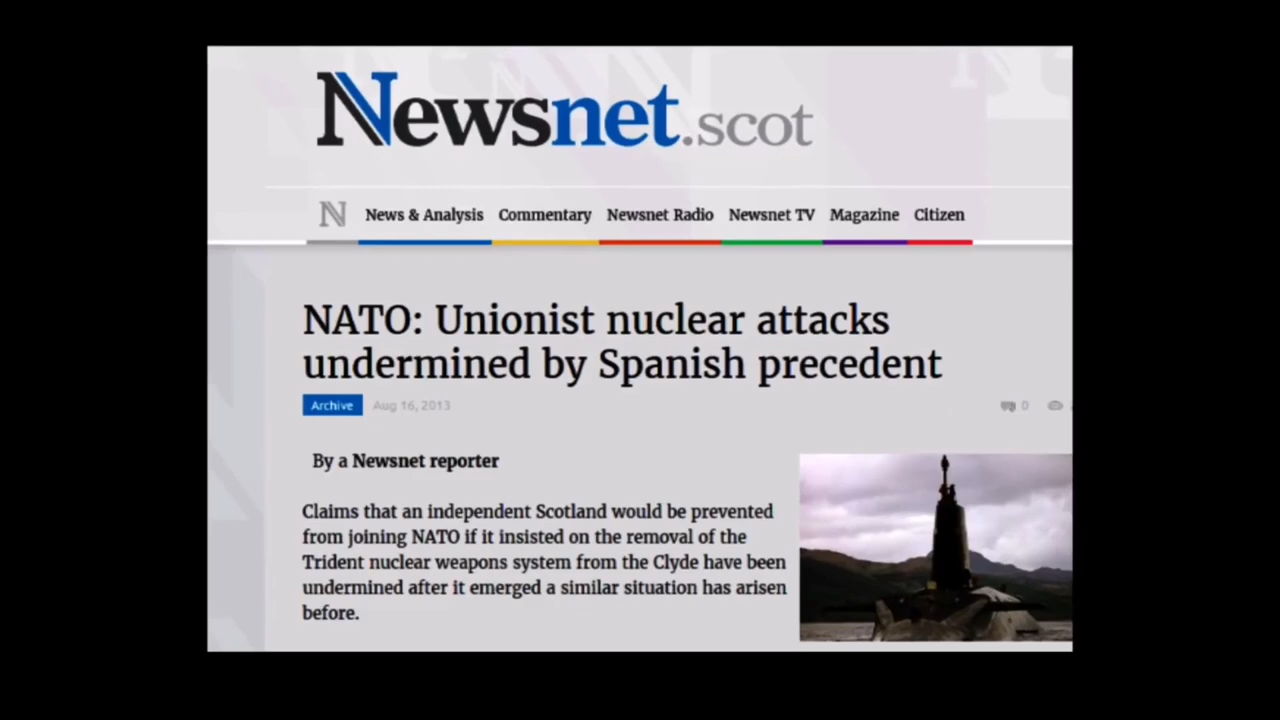 Newsnet.scot
N News & Analysis Commentary Newsnet Radio Newsnet TV Magazine Citizen
NATO: Unionist nuclear attacks
undermined by Spanish precedent
Archive Aug 16, 2013 0
By a Newsnet reporter
Claims that an independent Scotland would be prevented
from joining NATO if it insisted on the removal of the
Trident nuclear weapons system from the Clyde have been
undermined after it emerged a similar situation has arisen
before.